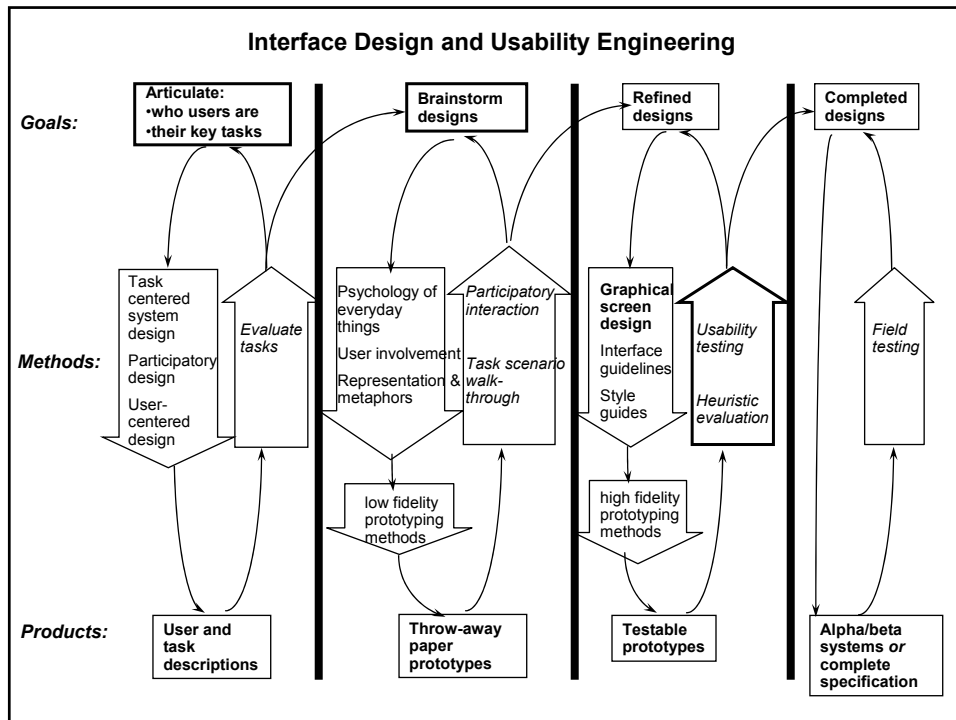 Interface Design and Usability Engineering
Goals:
Articulate:
•who users are
•their key tasks
Brainstorm
designs
Refined
designs
Completed
designs
Methods:
Task
centered
system
design
Participatory
design
User-
centered
design
Evaluate
tasks
Psychology of
everyday
things
User involvement
Representation &
metaphors
low fidelity
prototyping
methods
Participatory
interaction
Task scenario
walk-
through
Graphical
screen
design
Interface
guidelines
Style
guides
high fidelity
prototyping
methods
Usability
testing
Heuristic
evaluation
Field
testing
Products:
User and
task
descriptions
Throw-away
paper
prototypes
Testable
prototypes
Alpha/beta
systems or
complete
specification